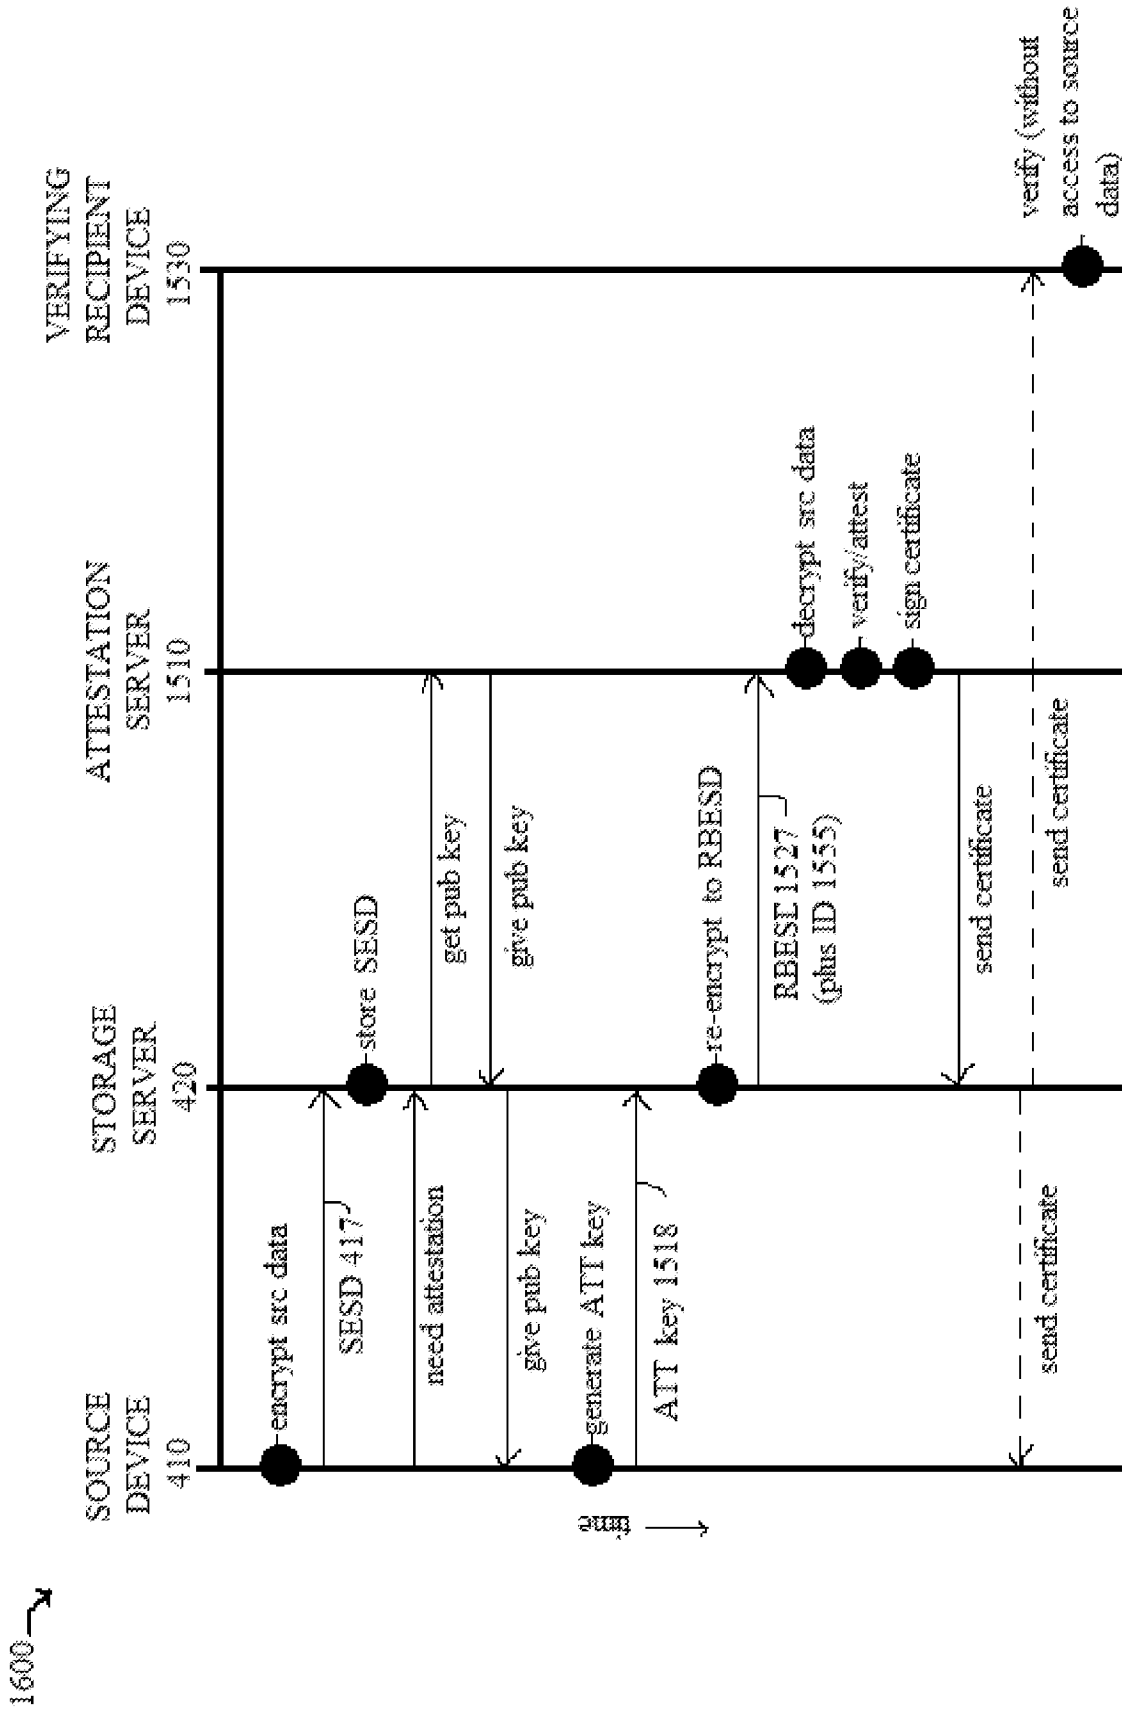 1600
SOURCE
DEVICE
410
STORAGE
SERVER
420
ATTESTATION
SERVER
1510
VERIFYING
RECIPIENT
DEVICE
1530
time
encrypt src data
SESD 417
store SESD
need attestation
get pub key
give pub key
give pub key
generate ATT key
ATT key 1518
re-encrypt to RBESD
RBESE 1527
(plus ID 1555)
decrypt src data
verify/attest
sign certificate
send certificate
send certificate
send certificate
verify (without
access to source
data)